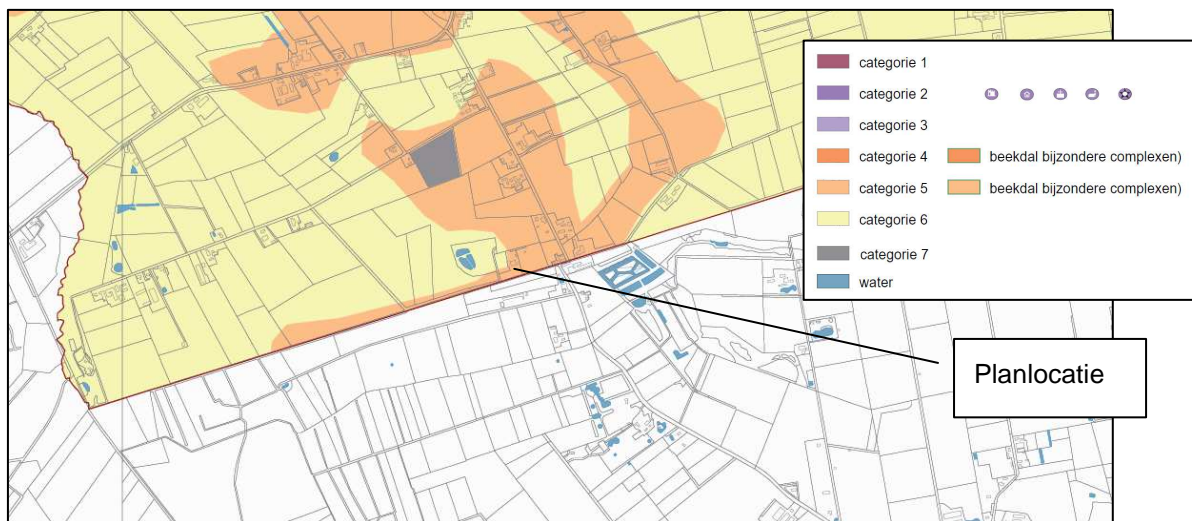 categorie 1
categorie 2
categorie 3
categorie 4
beekdal bijzondere complexen)
categorie 5
beekdal bijzondere complexen)
categorie 6
categorie 7
water
Planlocatie